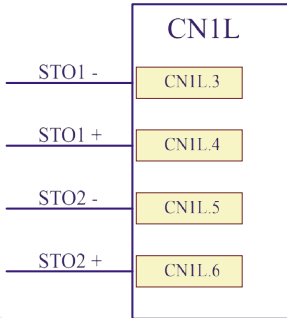 CN1L
STO1 - CN1L.3
STO1 + CN1L.4
STO2 - CN1L.5
STO2 + CN1L.6